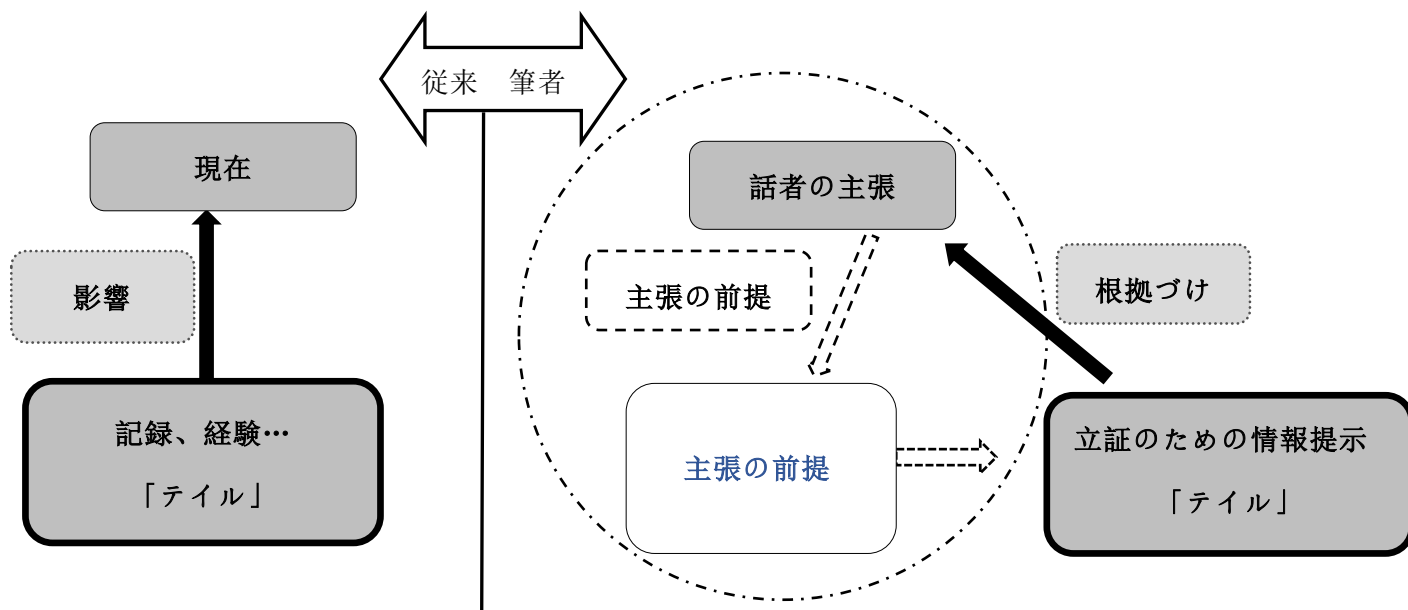 従来　筆者
現在
影響
記録、経験…
「テイル」
話者の主張
主張の前提
根拠づけ
主張の前提
立証のための情報提示
「テイル」